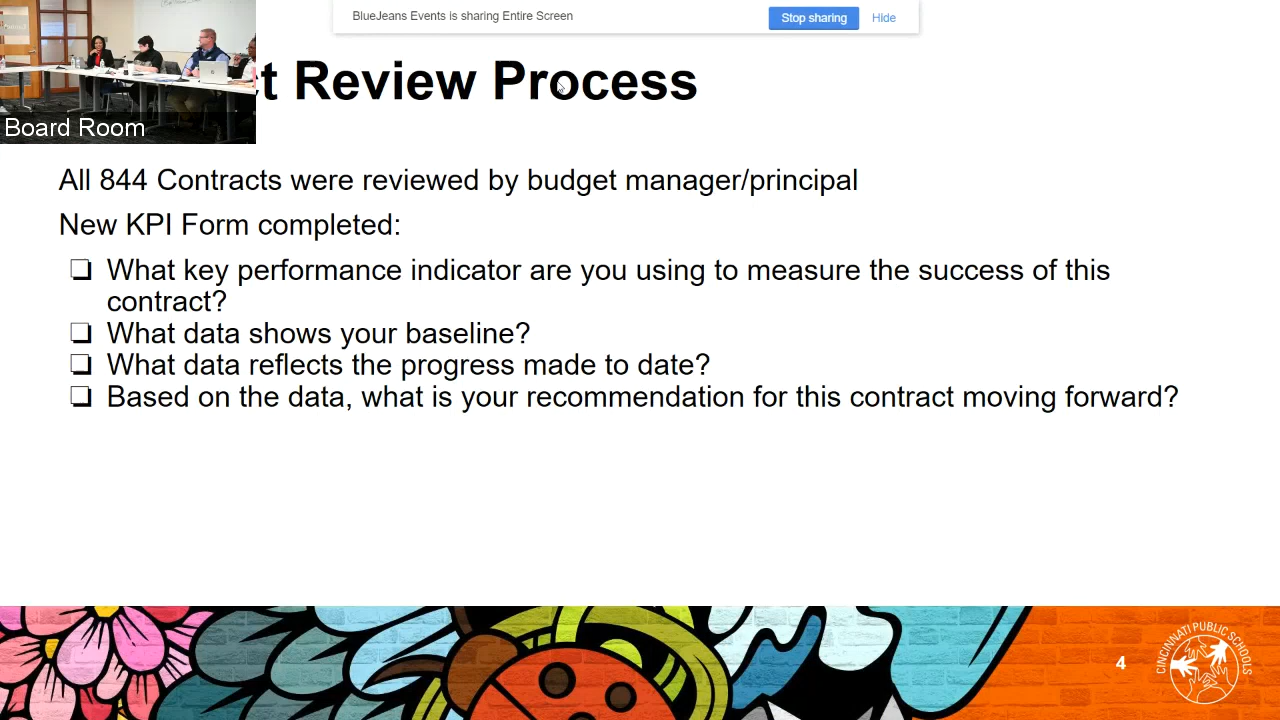 BlueJeans Events is sharing Entire Screen
Stop sharing
Hide
t Review Process
Board Room
All 844 Contracts were reviewed by budget manager/principal
New KPI Form completed:
❏ What key performance indicator are you using to measure the success of this
contract?
❏ What data shows your baseline?
❏ What data reflects the progress made to date?
❏ Based on the data, what is your recommendation for this contract moving forward?
4
CINCINNATI PUBLIC SCHOOLS